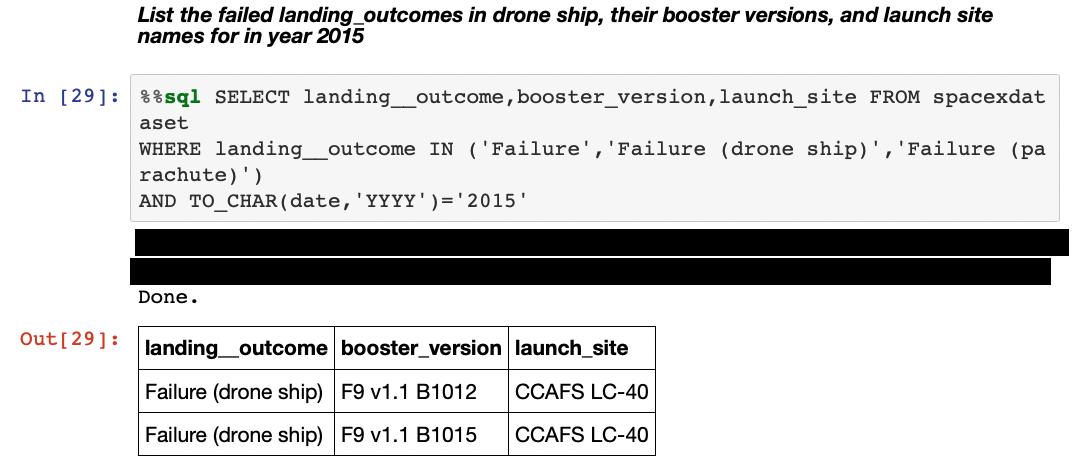 List the failed landing_outcomes in drone ship, their booster versions, and launch site
names for in year 2015
In [29]: %%sql SELECT landing__outcome,booster_version,launch_site FROM spacexdat
aset
WHERE landing__outcome IN ('Failure','Failure (drone ship)','Failure (pa
rachute)')
AND TO_CHAR(date,'YYYY')='2015'
Done.
Out[29]:
landing__outcome booster_version launch_site
Failure (drone ship) F9 v1.1 B1012 CCAFS LC-40
Failure (drone ship) F9 v1.1 B1015 CCAFS LC-40